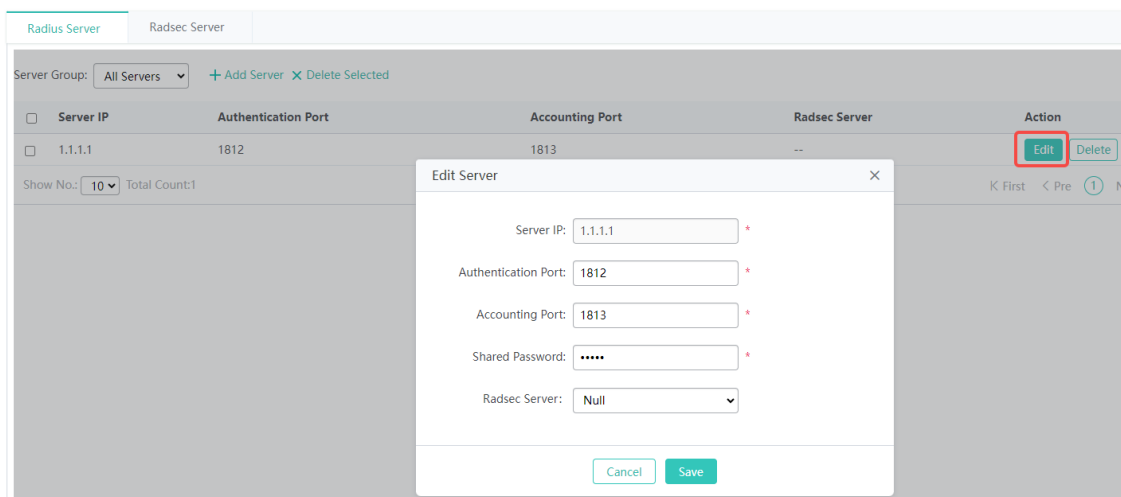 Radius Server Radsec Server
Server Group: All Servers + Add Server × Delete Selected
Server IP Authentication Port Accounting Port Radsec Server Action
1.1.1.1 1812 1813 -- Edit Delete
Show No.: 10 Total Count:1 First < Pre 1
Edit Server ×
Server IP: 1.1.1.1 *
Authentication Port: 1812 *
Accounting Port: 1813 *
Shared Password: ••••• *
Radsec Server: Null
Cancel Save